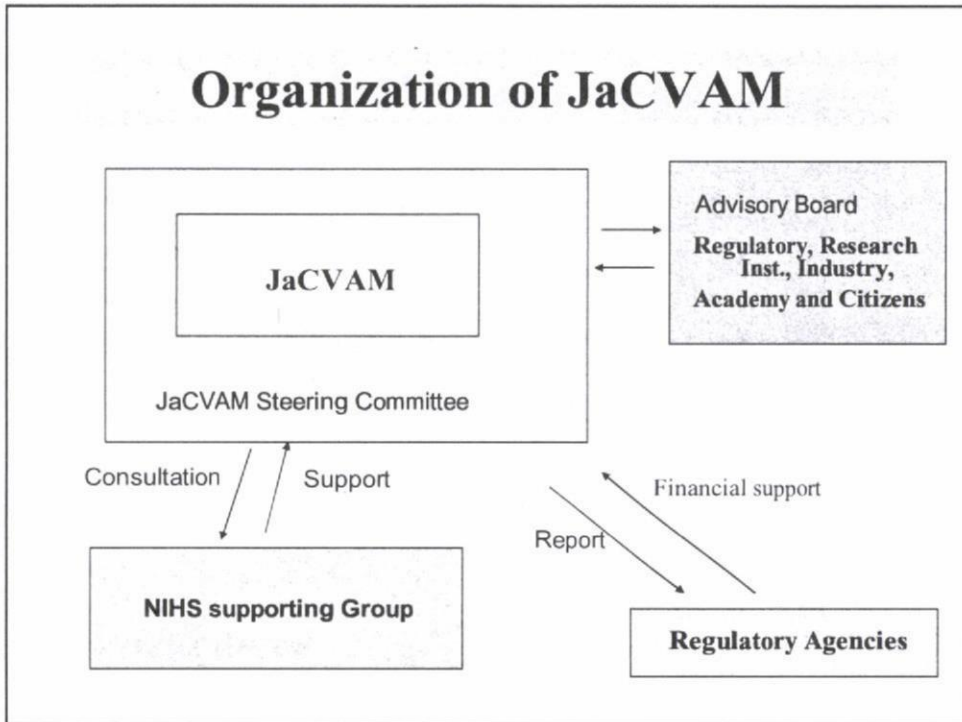 Organization of JaCVAM
JaCVAM
JaCVAM Steering Committee
Advisory Board
Regulatory, Research
Inst., Industry,
Academy and Citizens
Consultation
Support
Financial support
Report
NIHS supporting Group
Regulatory Agencies